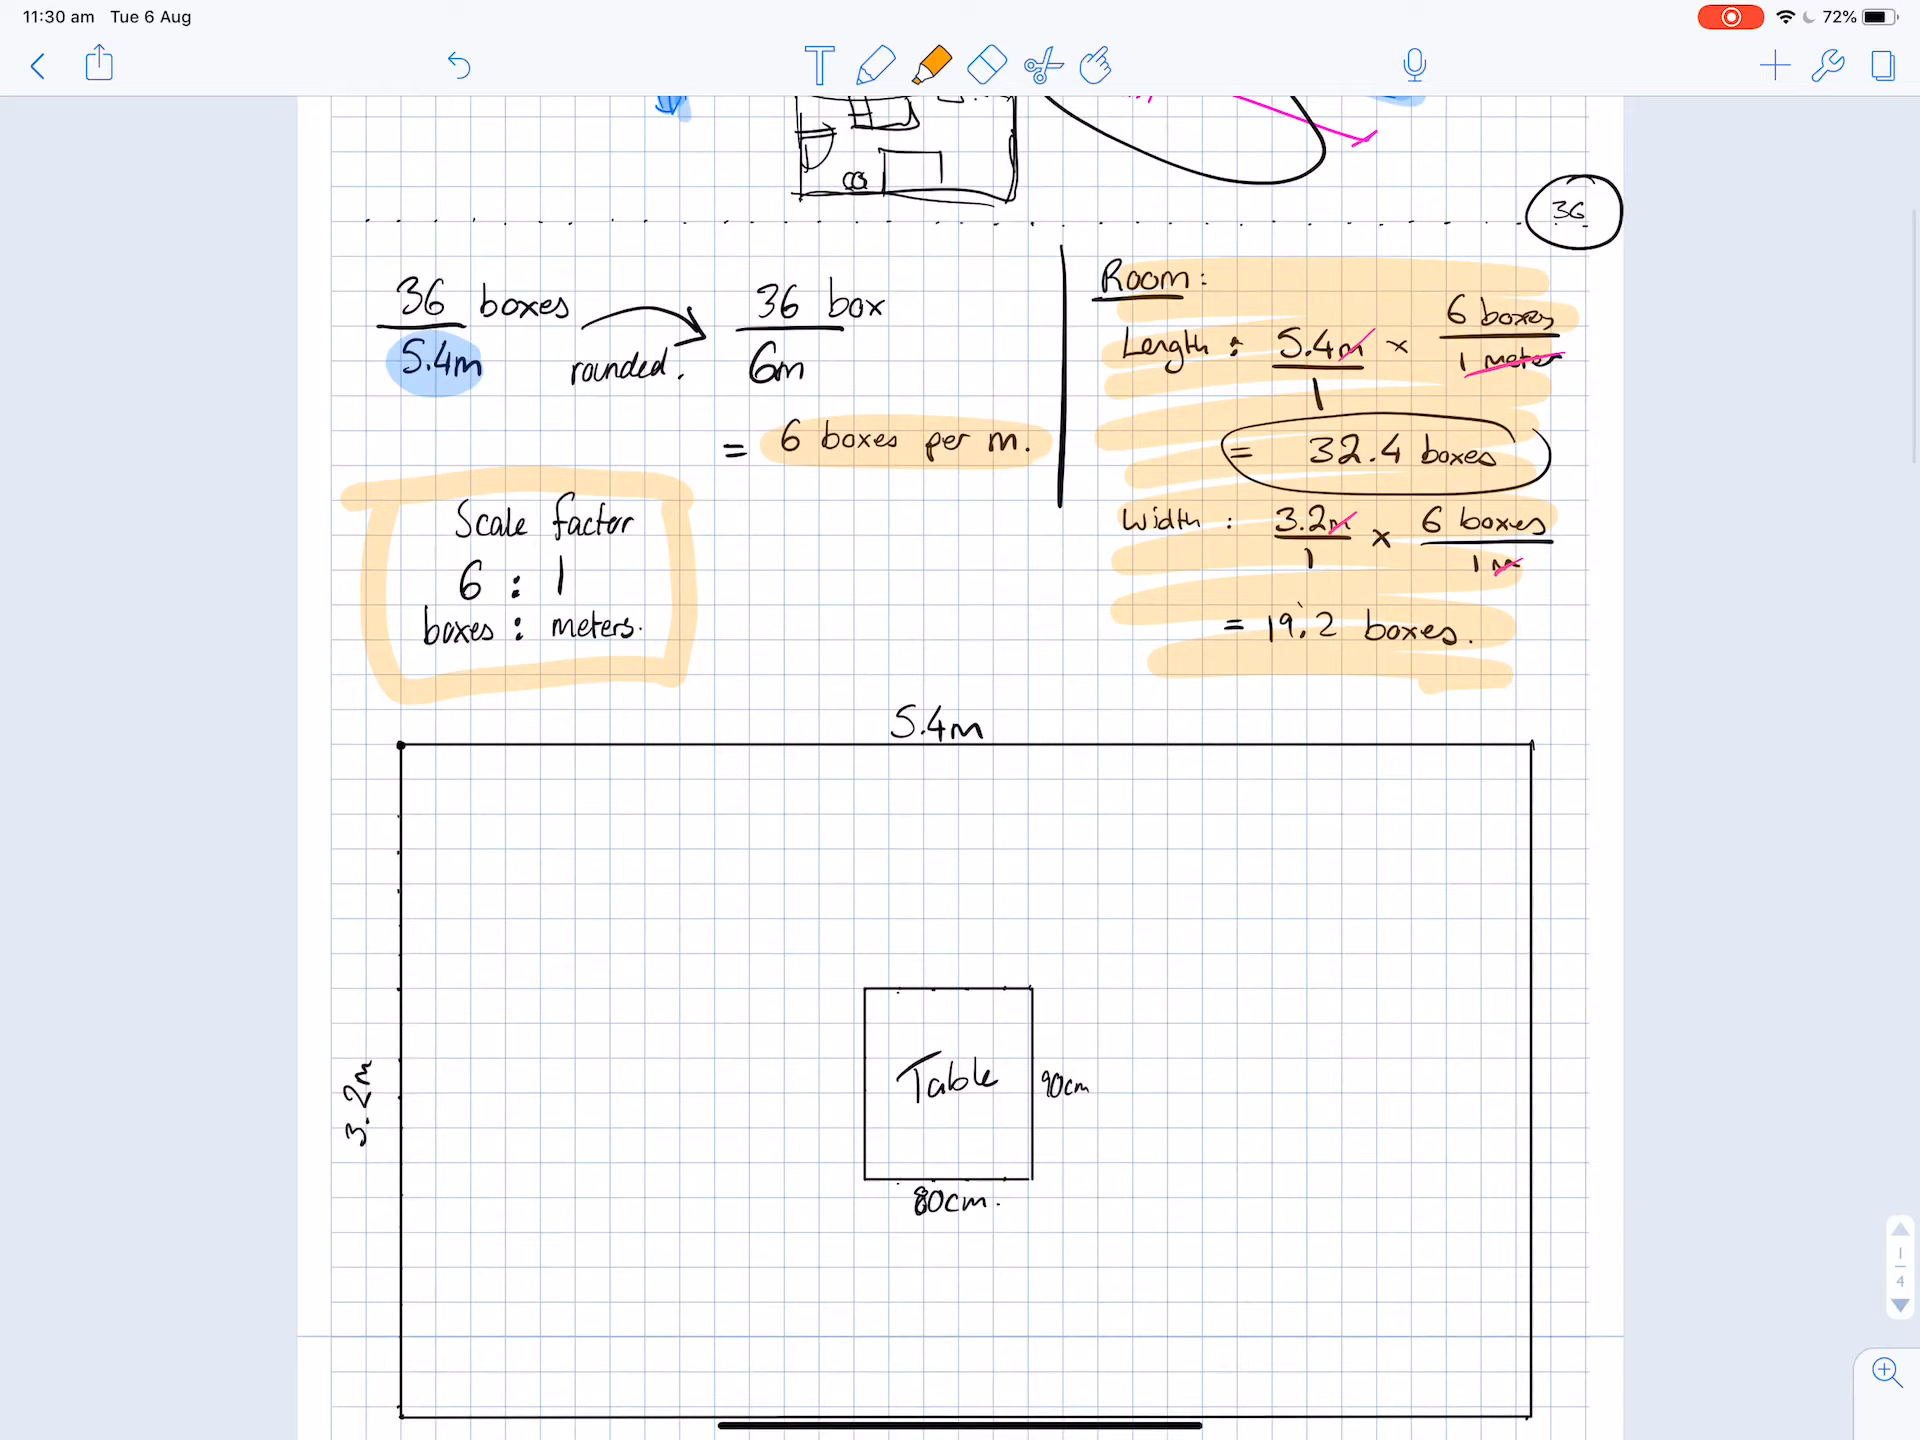 11:30 am Tue 6 Aug
72%
36
36 boxes
5.4m
rounded.
36 box
6m
= 6 boxes per m.
Scale factor
6 : 1
boxes : meters.
Room:
Length : 5.4m × 6 boxes
1 1 meter
= 32.4 boxes
Width : 3.2m × 6 boxes
1 1m
= 19.2 boxes.
5.4m
3.2m
Table
90cm
80cm.
1
4